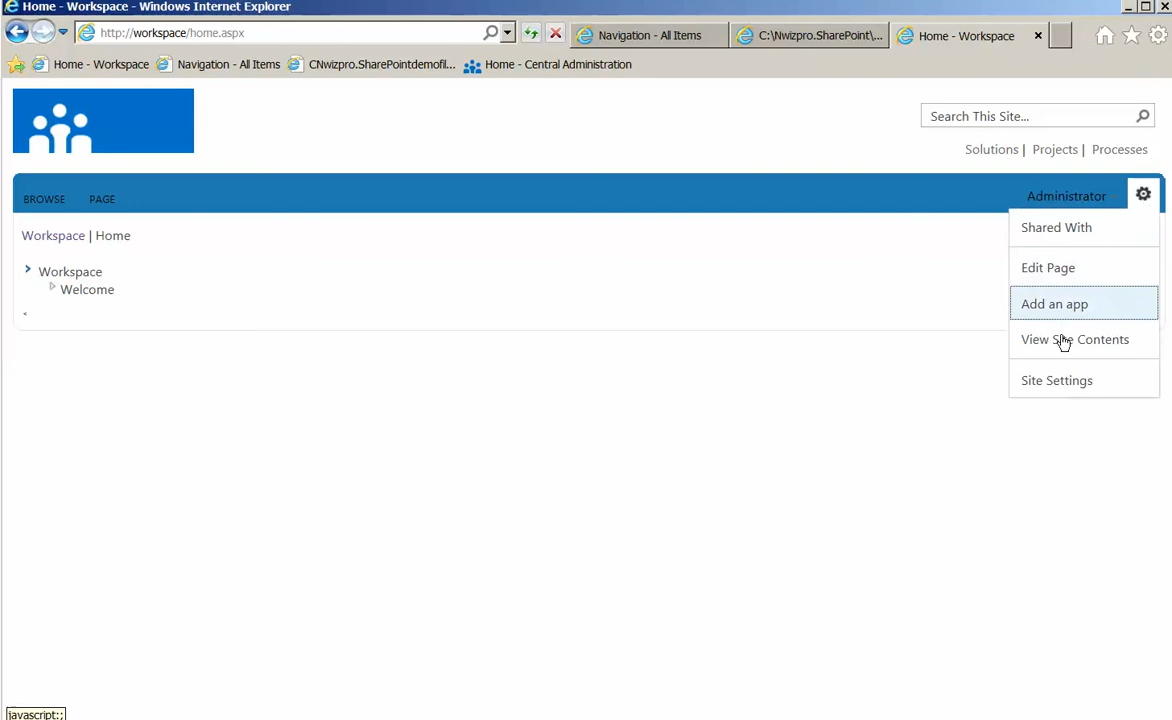 Home - Workspace - Windows Internet Explorer
http://workspace/home.aspx
Navigation - All Items
C:\Nwizpro.SharePoint\...
Home - Workspace
Home - Workspace
Navigation - All Items
CNwizpro.SharePointdemofil...
Home - Central Administration
Search This Site...
Solutions | Projects | Processes
BROWSE
PAGE
Administrator
Workspace | Home
Shared With
Workspace
Welcome
Edit Page
Add an app
View Site Contents
Site Settings
javascript:;